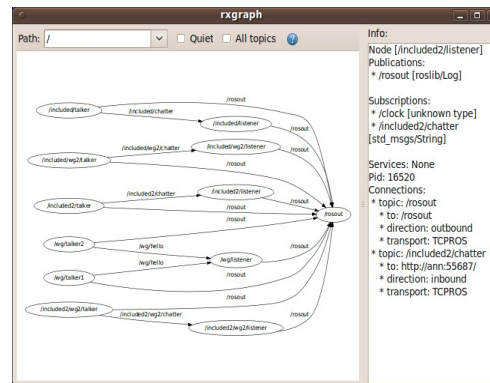 rxgraph
Path: /
Quiet
All topics
Info:
/rosout
/included/talker
/included/chatter
/included/listener
/rosout
/included/wg2/chatter
/included/wg2/listener
/included/wg2/talker
/rosout
/rosout
/included2/chatter
/included2/listener
/rosout
/included2/talker
/rosout
/rosout
/rosout
/wg/talker2
/wg/hello
/wg/listener
/rosout
/wg/hello
/wg/talker1
/rosout
/included2/wg2/talker
/rosout
/included2/wg2/chatter
/rosout
/included2/wg2/listener
Node [/included2/listener]
Publications:
* /rosout [roslib/Log]
Subscriptions:
* /clock [unknown type]
* /included2/chatter
[std_msgs/String]
Services: None
Pid: 16520
Connections:
* topic: /rosout
* to: /rosout
* direction: outbound
* transport: TCPROS
* topic: /included2/chatter
* to: http://ann:55687/
* direction: inbound
* transport: TCPROS